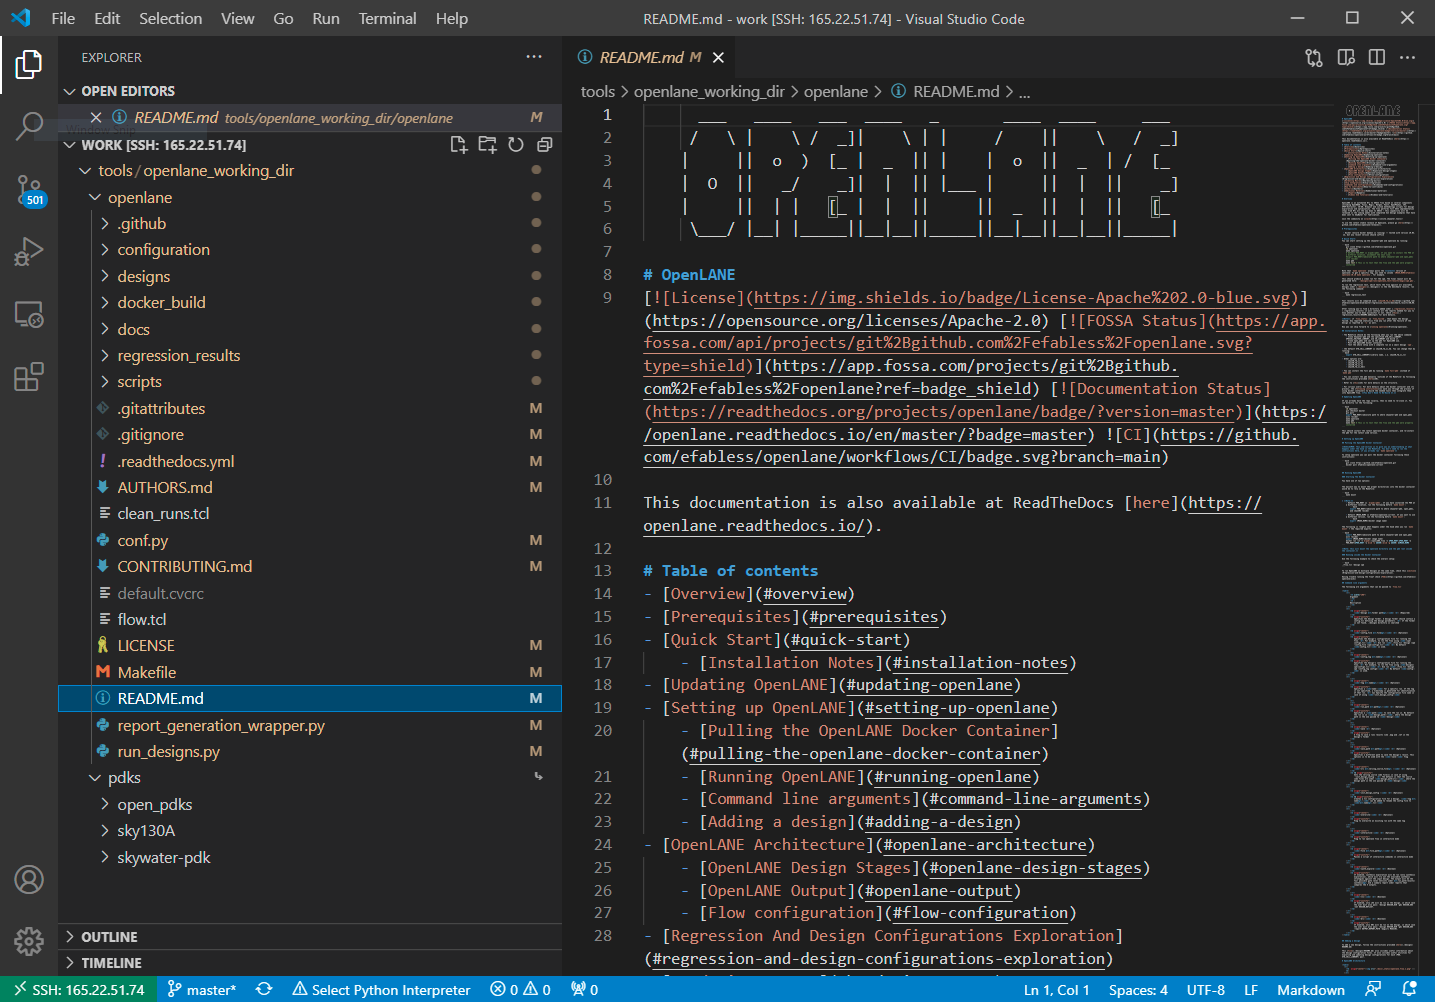 File Edit Selection View Go Run Terminal Help README.md - work [SSH: 165.22.51.74] - Visual Studio Code
EXPLORER
OPEN EDITORS
README.md tools/openlane_working_dir/openlane M
WORK [SSH: 165.22.51.74]
tools/openlane_working_dir
openlane
.github
configuration
designs
docker_build
docs
regression_results
scripts
.gitattributes M
.gitignore M
.readthedocs.yml M
AUTHORS.md M
clean_runs.tcl
conf.py M
CONTRIBUTING.md M
default.cvcrc
flow.tcl
LICENSE M
Makefile M
README.md M
report_generation_wrapper.py M
run_designs.py M
pdks
open_pdks
sky130A
skywater-pdk
OUTLINE
TIMELINE
501
README.md M
tools > openlane_working_dir > openlane > README.md > ...
1
2
3
4
5
6
7
8 # OpenLANE
9 [![License](https://img.shields.io/badge/License-Apache%202.0-blue.svg)]
(https://opensource.org/licenses/Apache-2.0) [![FOSSA Status](https://app.
fossa.com/api/projects/git%2Bgithub.com%2Fefabless%2Fopenlane.svg?
type=shield)](https://app.fossa.com/projects/git%2Bgithub.
com%2Fefabless%2Fopenlane?ref=badge_shield) [![Documentation Status]
(https://readthedocs.org/projects/openlane/badge/?version=master)](https:/
/openlane.readthedocs.io/en/master/?badge=master) ![CI](https://github.
com/efabless/openlane/workflows/CI/badge.svg?branch=main)
10
11 This documentation is also available at ReadTheDocs [here](https://
openlane.readthedocs.io/).
12
13 # Table of contents
14 - [Overview](#overview)
15 - [Prerequisites](#prerequisites)
16 - [Quick Start](#quick-start)
17 - [Installation Notes](#installation-notes)
18 - [Updating OpenLANE](#updating-openlane)
19 - [Setting up OpenLANE](#setting-up-openlane)
20 - [Pulling the OpenLANE Docker Container]
(#pulling-the-openlane-docker-container)
21 - [Running OpenLANE](#running-openlane)
22 - [Command line arguments](#command-line-arguments)
23 - [Adding a design](#adding-a-design)
24 - [OpenLANE Architecture](#openlane-architecture)
25 - [OpenLANE Design Stages](#openlane-design-stages)
26 - [OpenLANE Output](#openlane-output)
27 - [Flow configuration](#flow-configuration)
28 - [Regression And Design Configurations Exploration]
(#regression-and-design-configurations-exploration)
SSH: 165.22.51.74 master* Select Python Interpreter 0 0 0 Ln 1, Col 1 Spaces: 4 UTF-8 LF Markdown